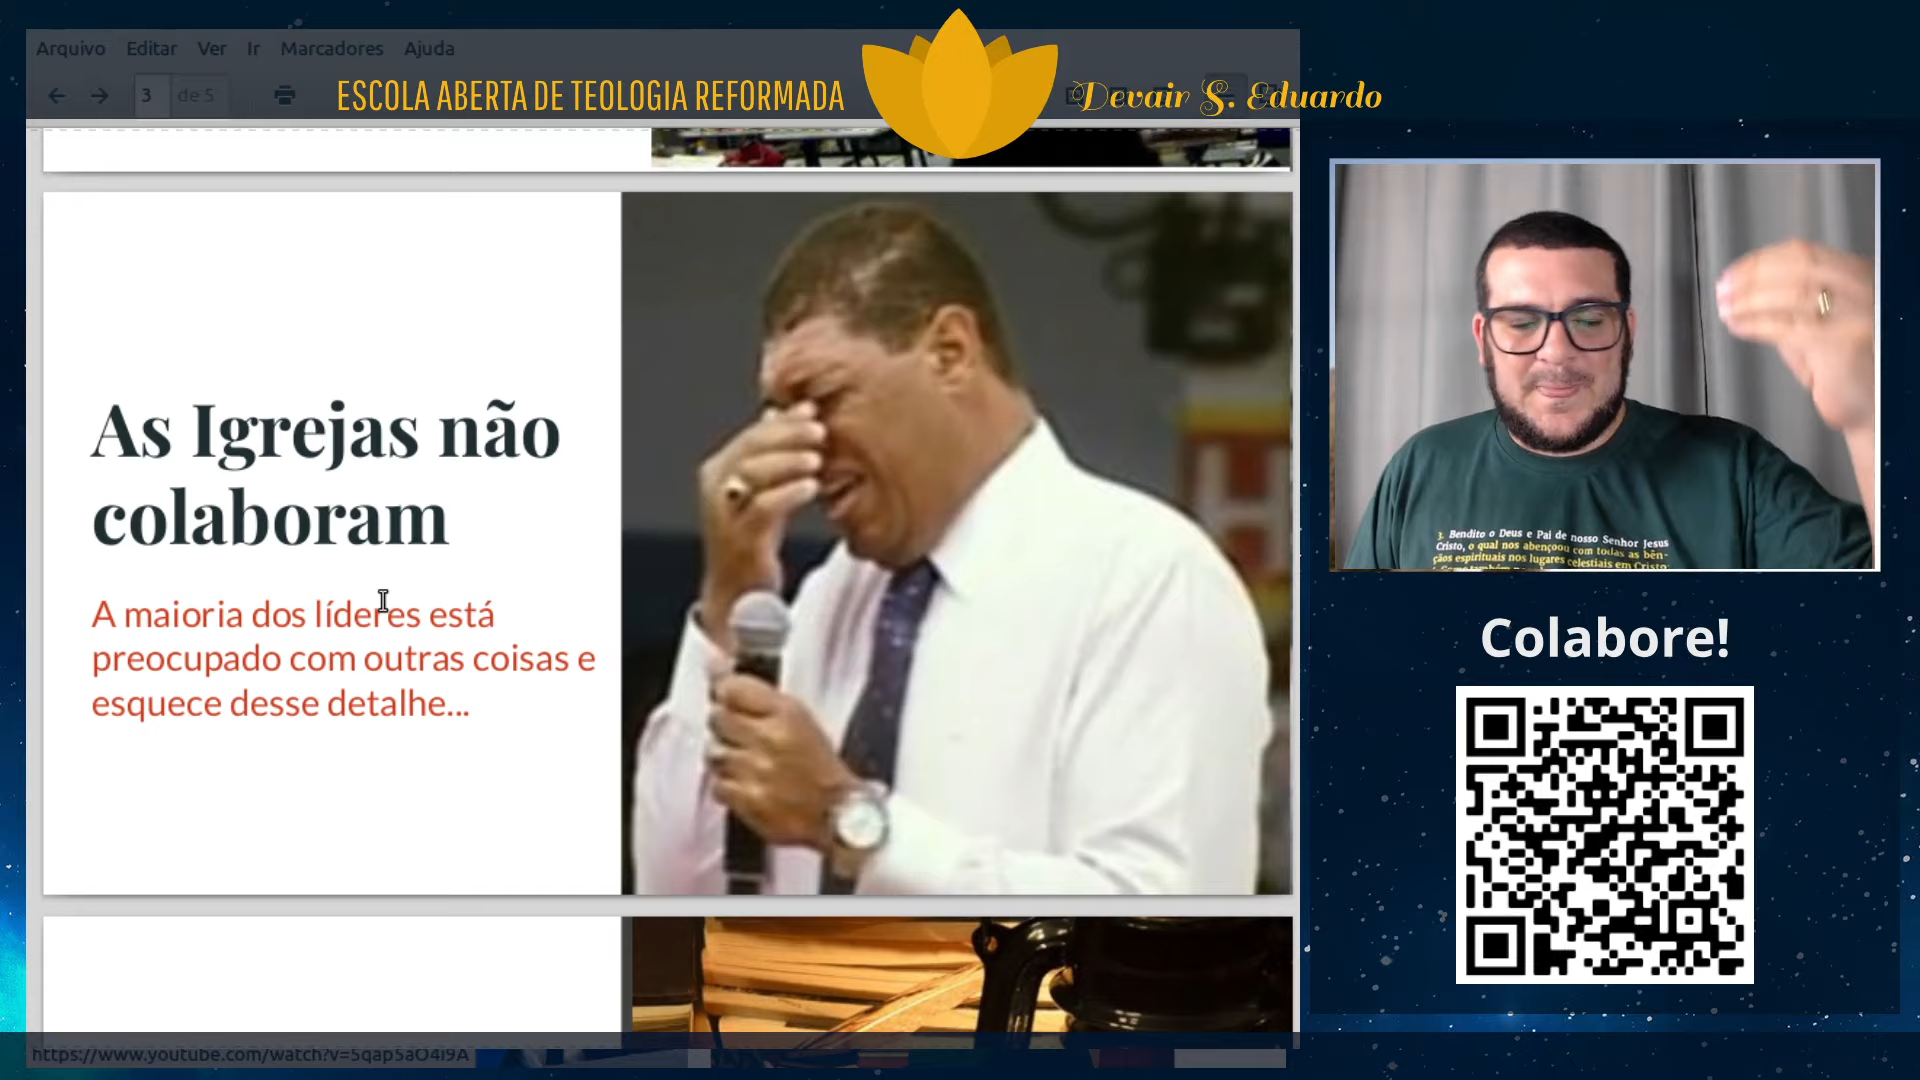 Arquivo Editar Ver Ir Marcadores Ajuda
3 de 5
ESCOLA ABERTA DE TEOLOGIA REFORMADA
Devair S. Eduardo
As Igrejas não
colaboram
A maioria dos líderes está
preocupado com outras coisas e
esquece desse detalhe...
3. Bendito o Deus e Pai de nosso Senhor Jesus
Cristo, o qual nos abençoou com todas as bên-
çãos espirituais nos lugares celestiais em Cristo;
Colabore!
https://www.youtube.com/watch?v=5qap5aO4i9A